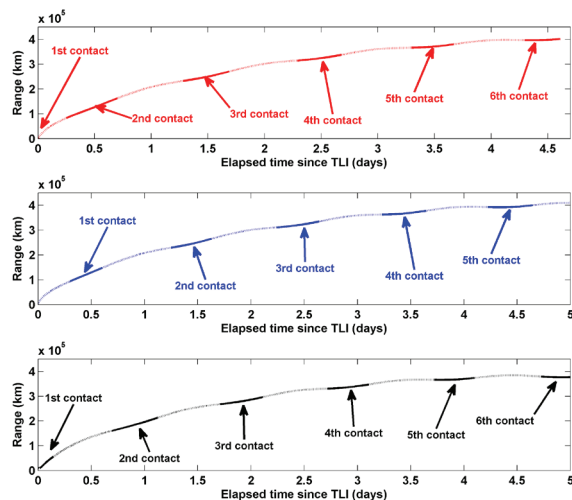 x 10⁵
4
3
2
1
0
Range (km)
1st contact
2nd contact
3rd contact
4th contact
5th contact
6th contact
0 0.5 1 1.5 2 2.5 3 3.5 4 4.5
Elapsed time since TLI (days)
x 10⁵
4
3
2
1
0
Range (km)
1st contact
2nd contact
3rd contact
4th contact
5th contact
0 0.5 1 1.5 2 2.5 3 3.5 4 4.5 5
Elapsed time since TLI (days)
x 10⁵
4
3
2
1
0
Range (km)
1st contact
2nd contact
3rd contact
4th contact
5th contact
6th contact
0 0.5 1 1.5 2 2.5 3 3.5 4 4.5 5
Elapsed time since TLI (days)